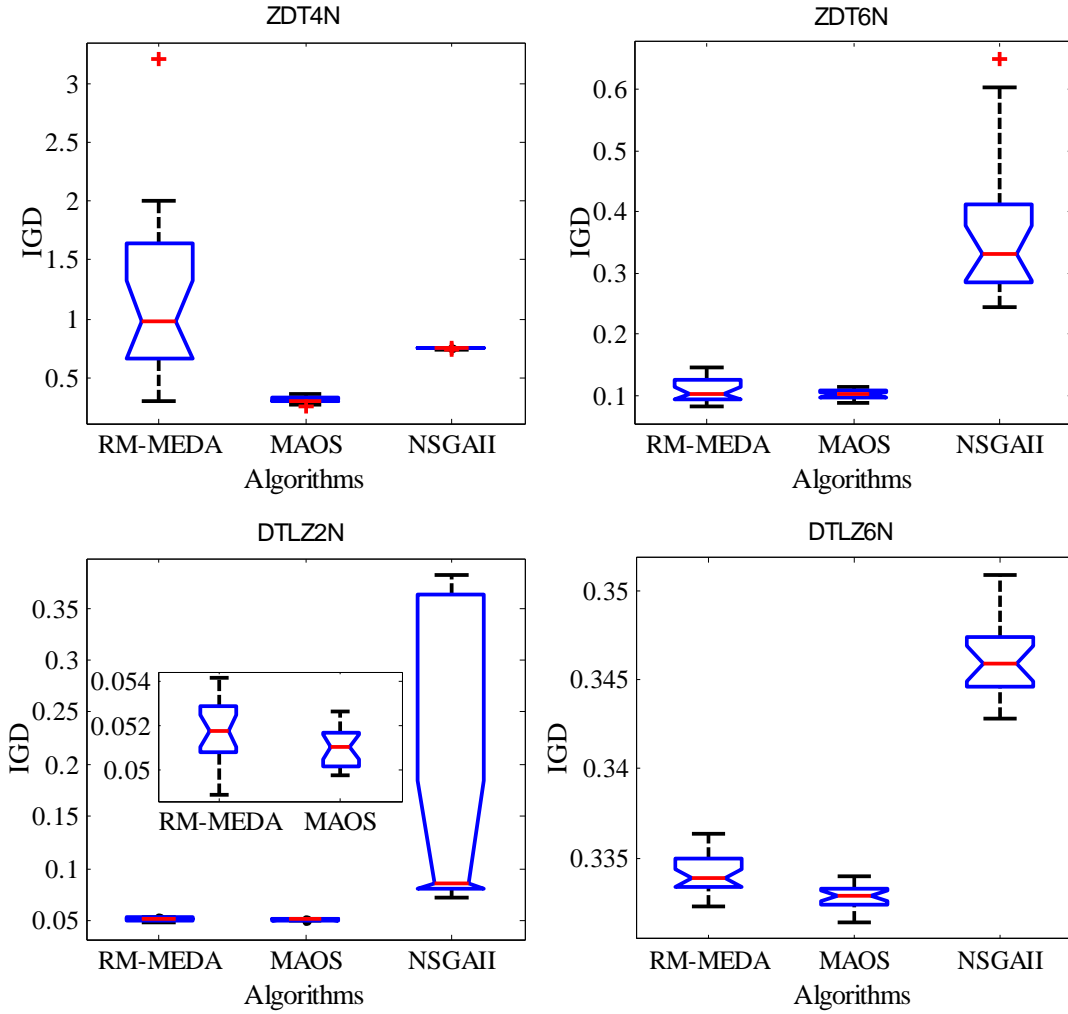 ZDT4N
3
2.5
2
1.5
1
0.5
IGD
RM-MEDA MAOS NSGAII
Algorithms
ZDT6N
0.6
0.5
0.4
0.3
0.2
0.1
IGD
RM-MEDA MAOS NSGAII
Algorithms
DTLZ2N
0.35
0.3
0.25
0.2
0.15
0.1
0.05
IGD
0.054
0.052
0.05
RM-MEDA MAOS
RM-MEDA MAOS NSGAII
Algorithms
DTLZ6N
0.35
0.345
0.34
0.335
IGD
RM-MEDA MAOS NSGAII
Algorithms